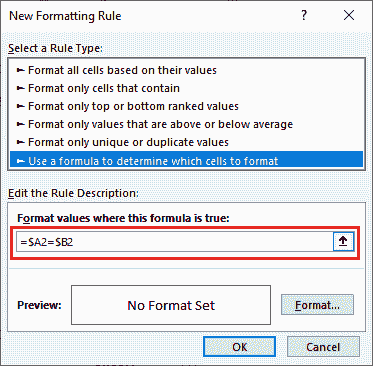 New Formatting Rule
?
Select a Rule Type:
► Format all cells based on their values
► Format only cells that contain
► Format only top or bottom ranked values
► Format only values that are above or below average
► Format only unique or duplicate values
► Use a formula to determine which cells to format
Edit the Rule Description:
Format values where this formula is true:
=$A2=$B2
Preview: No Format Set Format...
OK Cancel